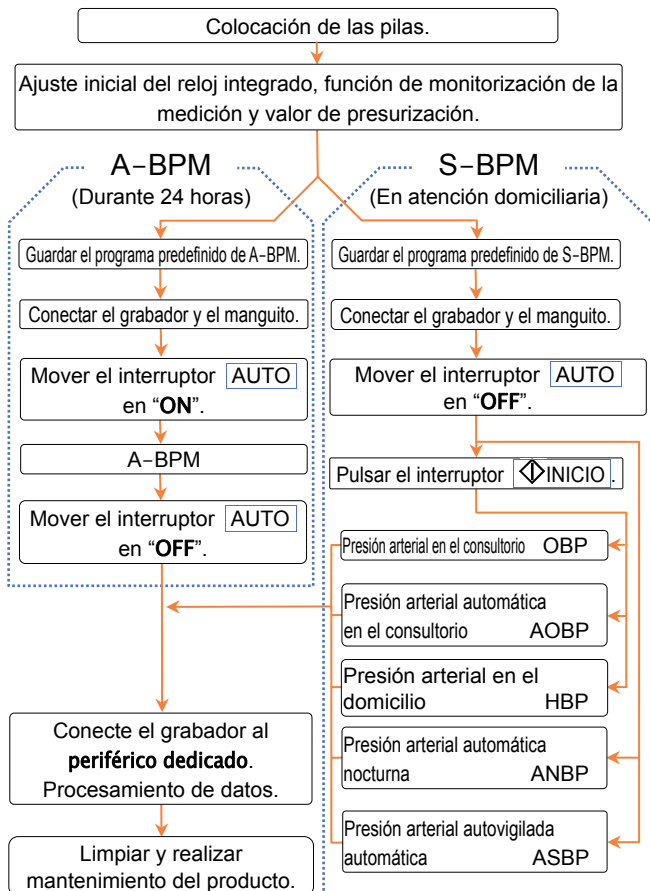 Colocación de las pilas.
Ajuste inicial del reloj integrado, función de monitorización de la
medición y valor de presurización.
A-BPM
(Durante 24 horas)
Guardar el programa predefinido de A-BPM.
Conectar el grabador y el manguito.
Mover el interruptor AUTO
en “ON”.
A-BPM
Mover el interruptor AUTO
en “OFF”.
S-BPM
(En atención domiciliaria)
Guardar el programa predefinido de S-BPM.
Conectar el grabador y el manguito.
Mover el interruptor AUTO
en “OFF”.
Pulsar el interruptor INICIO.
Presión arterial en el consultorio OBP
Presión arterial automática
en el consultorio AOBP
Presión arterial en el
domicilio HBP
Presión arterial automática
nocturna ANBP
Presión arterial autovigilada
automática ASBP
Conecte el grabador al
periférico dedicado.
Procesamiento de datos.
Limpiar y realizar
mantenimiento del producto.